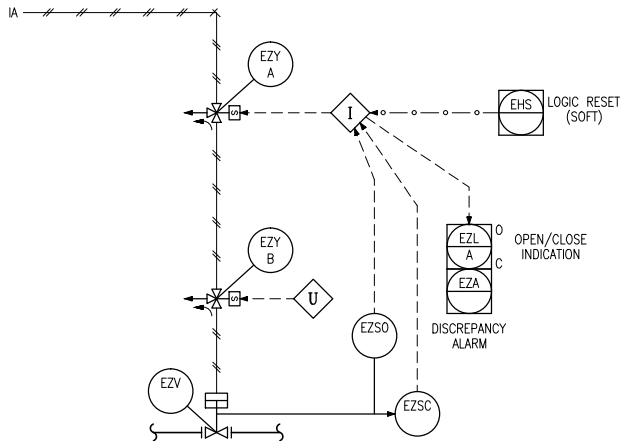 IA
EZY
A
S
I
EHS
LOGIC RESET
(SOFT)
EZY
B
S
U
EZL
A
O
C
OPEN/CLOSE
INDICATION
EZA
DISCREPANCY
ALARM
EZSO
EZV
EZSC